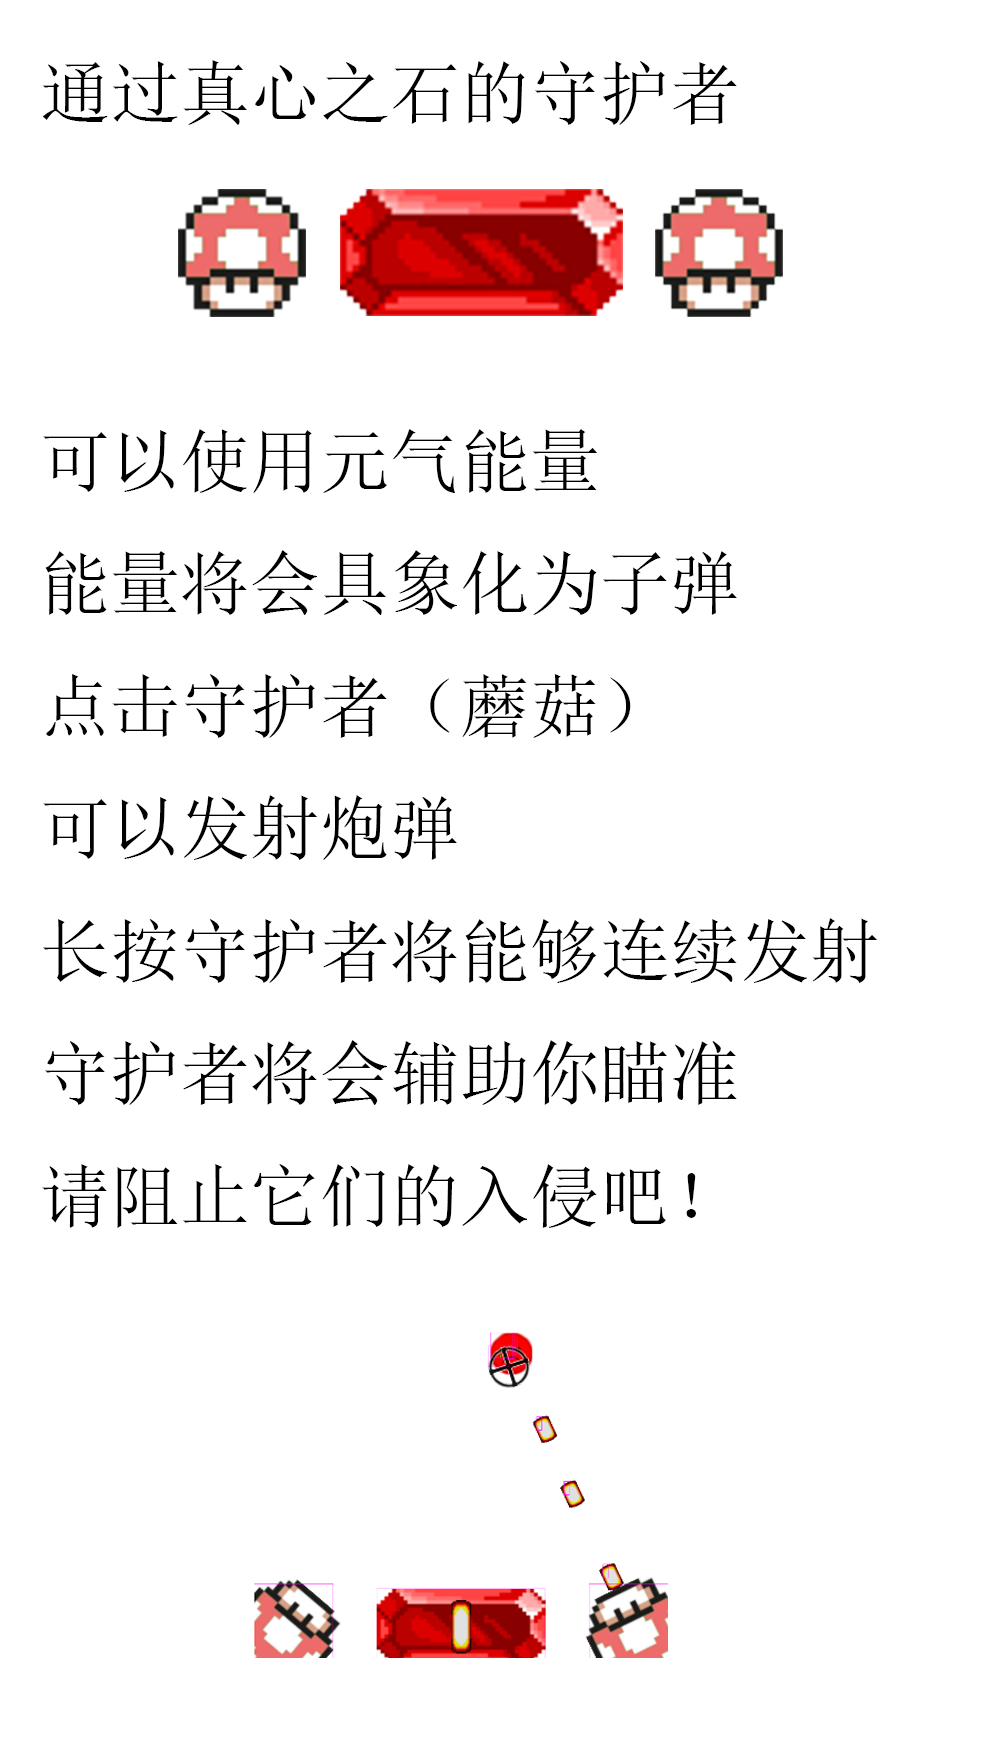 通过真心之石的守护者
可以使用元气能量
能量将会具象化为子弹
点击守护者（蘑菇）
可以发射炮弹
长按守护者将能够连续发射
守护者将会辅助你瞄准
请阻止它们的入侵吧！